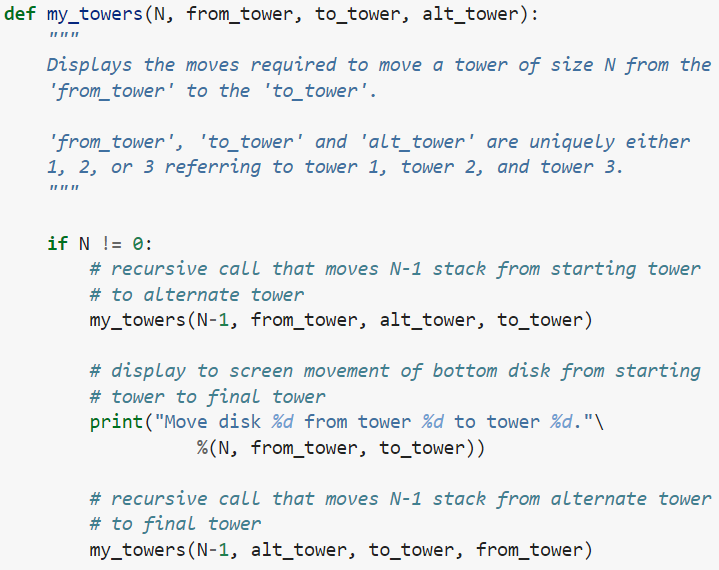 def my_towers(N, from_tower, to_tower, alt_tower):
    """
    Displays the moves required to move a tower of size N from the
    'from_tower' to the 'to_tower'.

    'from_tower', 'to_tower' and 'alt_tower' are uniquely either
    1, 2, or 3 referring to tower 1, tower 2, and tower 3.
    """

    if N != 0:
        # recursive call that moves N-1 stack from starting tower
        # to alternate tower
        my_towers(N-1, from_tower, alt_tower, to_tower)

        # display to screen movement of bottom disk from starting
        # tower to final tower
        print("Move disk %d from tower %d to tower %d."\
                  %(N, from_tower, to_tower))

        # recursive call that moves N-1 stack from alternate tower
        # to final tower
        my_towers(N-1, alt_tower, to_tower, from_tower)